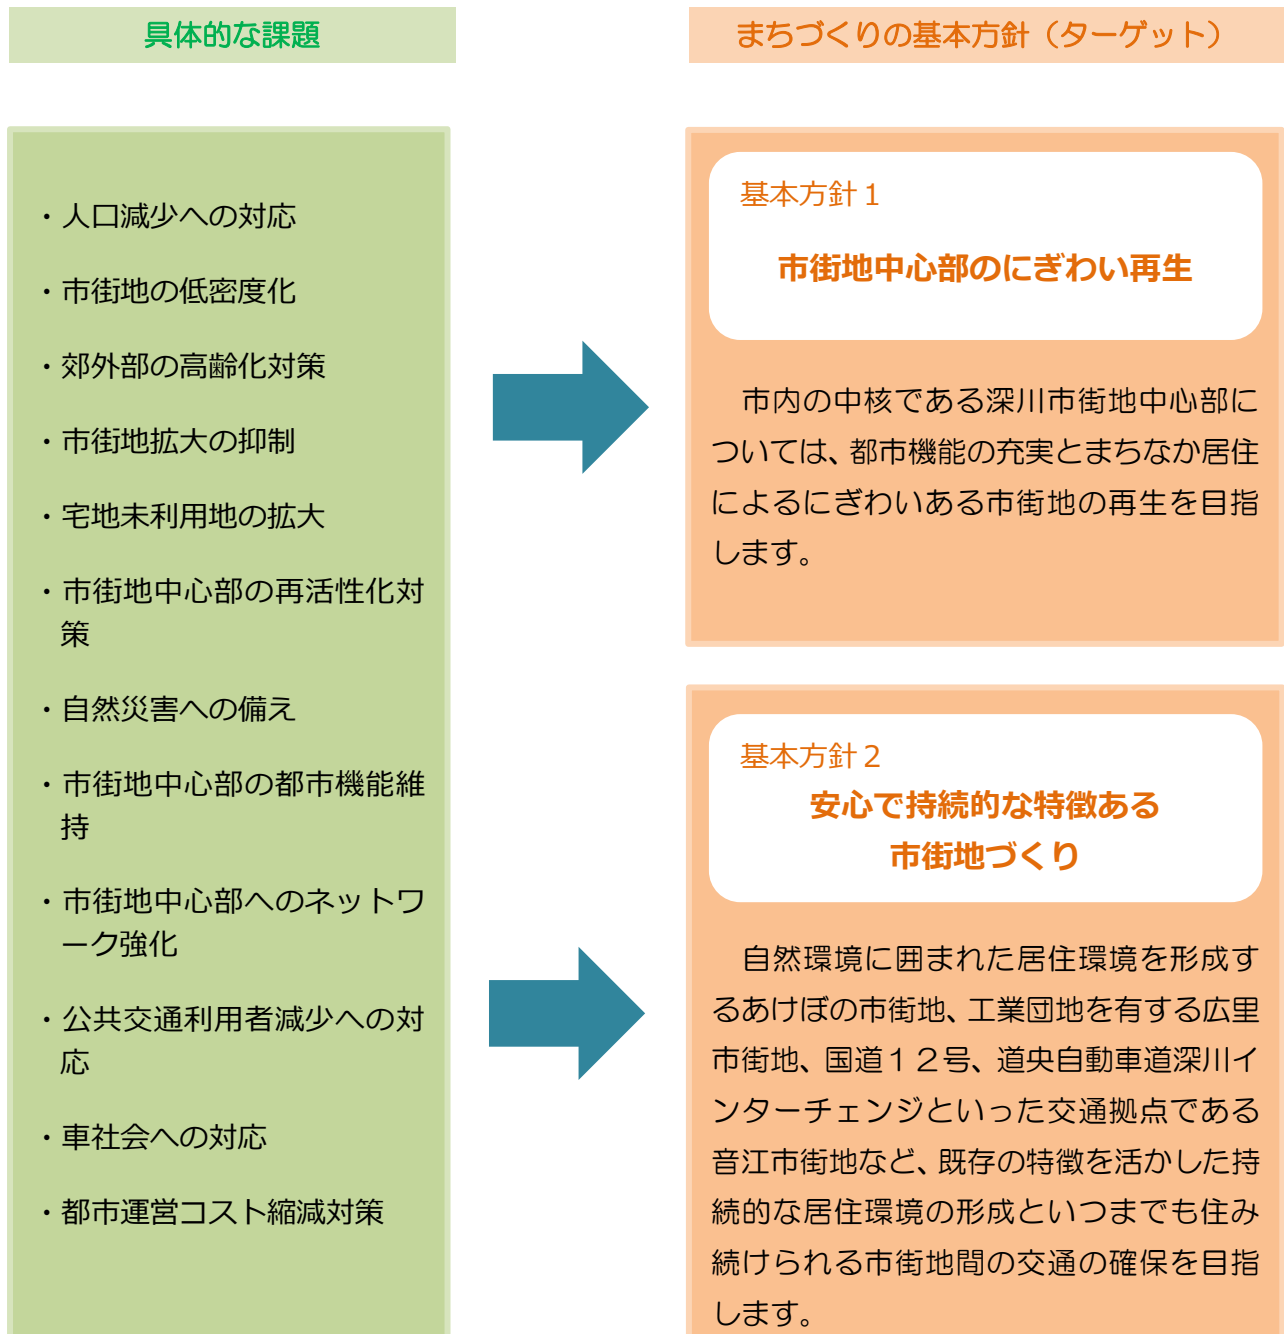 具体的な課題
まちづくりの基本方針（ターゲット）
・人口減少への対応
・市街地の低密度化
・郊外部の高齢化対策
・市街地拡大の抑制
・宅地未利用地の拡大
・市街地中心部の再活性化対
策
・自然災害への備え
・市街地中心部の都市機能維
持
・市街地中心部へのネットワ
ーク強化
・公共交通利用者減少への対
応
・車社会への対応
・都市運営コスト縮減対策
基本方針１
市街地中心部のにぎわい再生
市内の中核である深川市街地中心部に
ついては、都市機能の充実とまちなか居住
によるにぎわいある市街地の再生を目指
します。
基本方針２
安心で持続的な特徴ある
市街地づくり
自然環境に囲まれた居住環境を形成す
るあけぼの市街地、工業団地を有する広里
市街地、国道１２号、道央自動車道深川イ
ンターチェンジといった交通拠点である
音江市街地など、既存の特徴を活かした持
続的な居住環境の形成といつまでも住み
続けられる市街地間の交通の確保を目指
します。